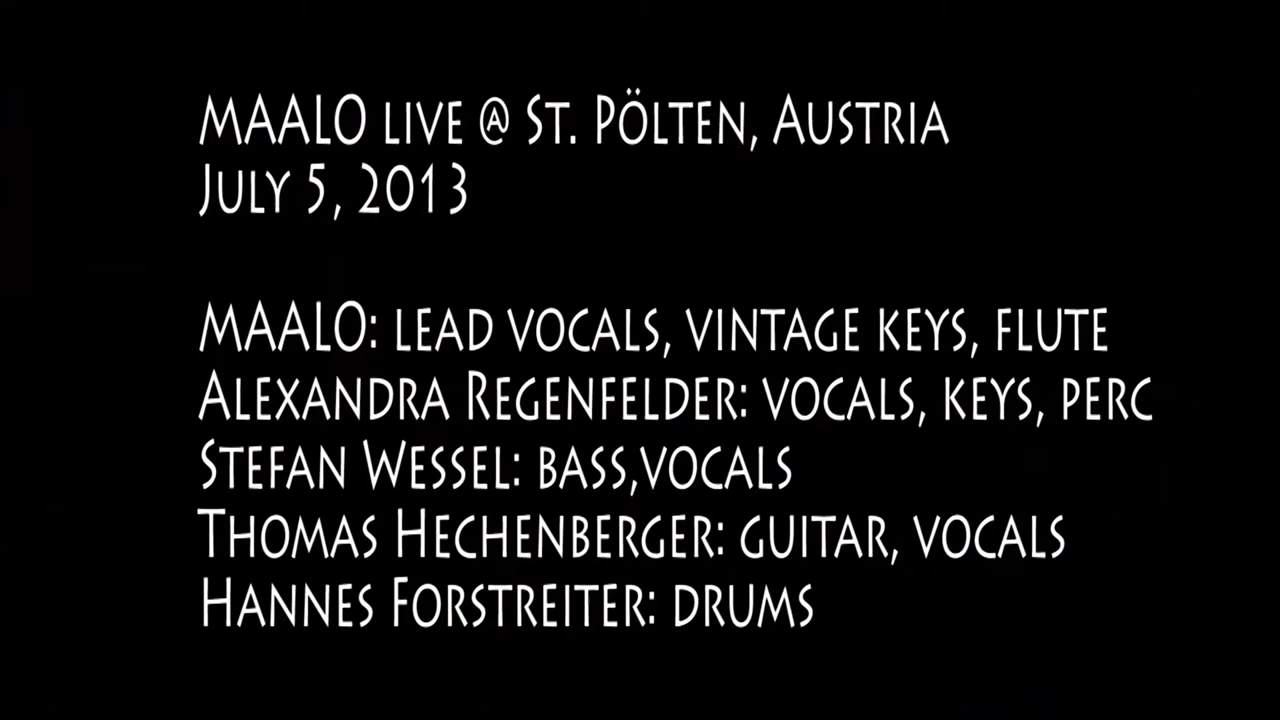 MAALO LIVE @ ST. PÖLTEN, AUSTRIA
JULY 5, 2013
MAALO: LEAD VOCALS, VINTAGE KEYS, FLUTE
ALEXANDRA REGENFELDER: VOCALS, KEYS, PERC
STEFAN WESSEL: BASS,VOCALS
THOMAS HECHENBERGER: GUITAR, VOCALS
HANNES FORSTREITER: DRUMS